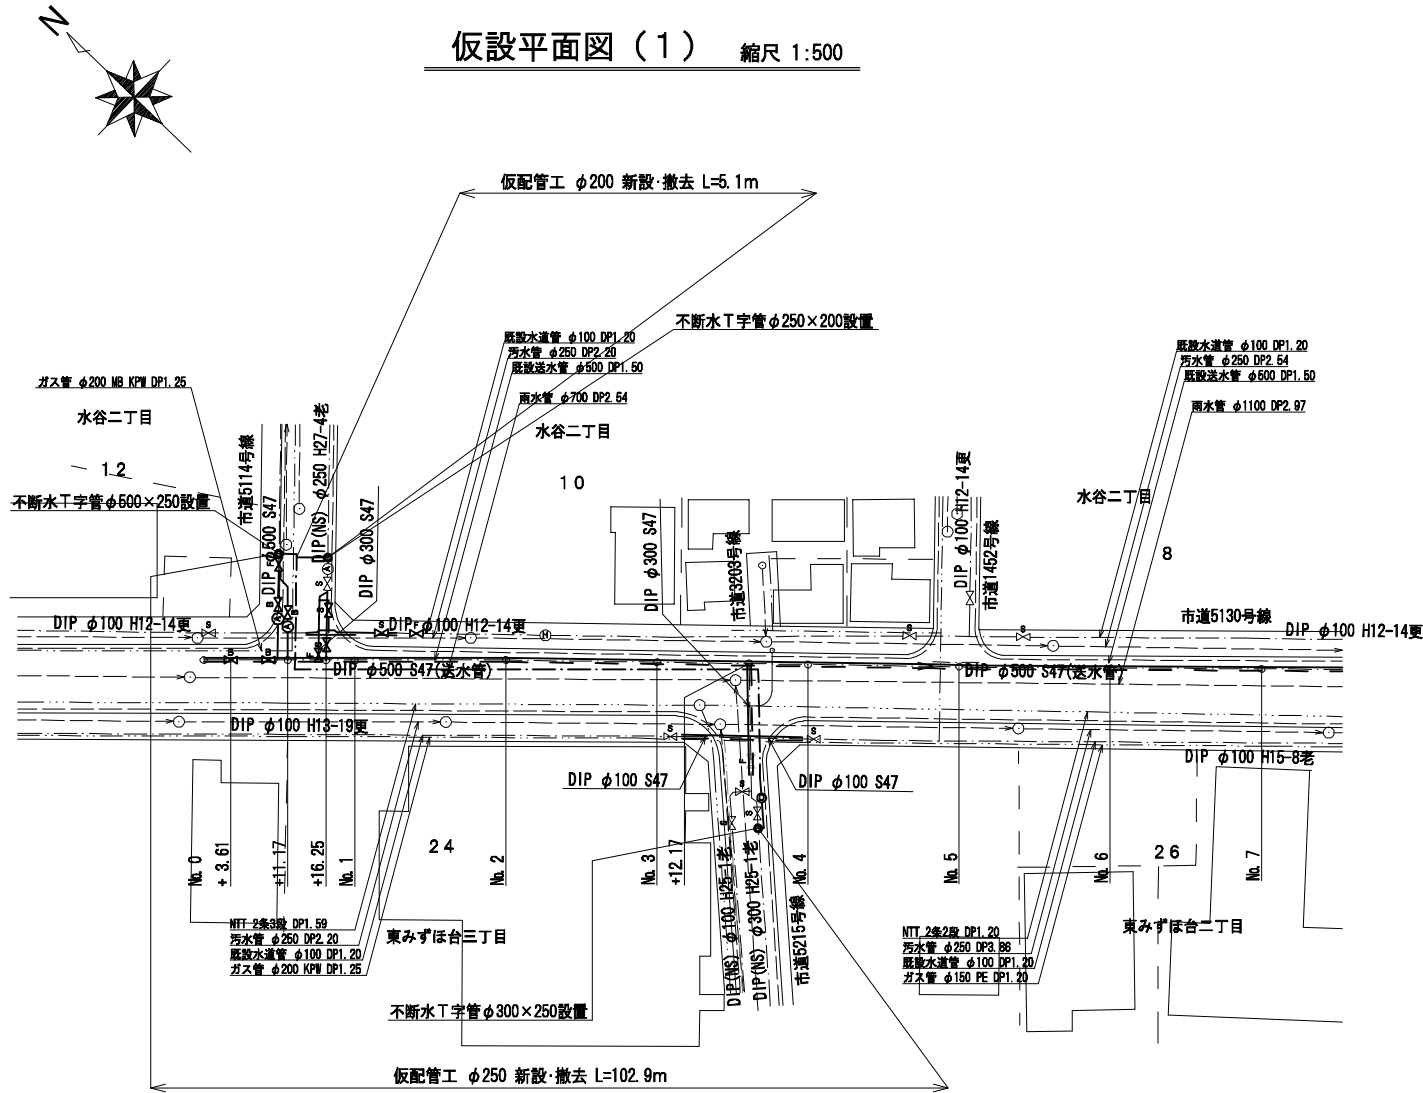 N
仮設平面図（１） 縮尺 1:500
仮配管工 φ200 新設･撤去 L=5.1m
不断水Ｔ字管φ250×200設置
既設水道管 φ100 DP1.20
汚水管 φ250 DP2.20
既設送水管 φ500 DP1.50
雨水管 φ700 DP2.54
既設水道管 φ100 DP1.20
汚水管 φ250 DP2.54
既設送水管 φ500 DP1.50
雨水管 φ1100 DP2.97
ガス管 φ200 MB KPW DP1.25
水谷二丁目
水谷二丁目
水谷二丁目
12
10
8
不断水Ｔ字管φ500×250設置
市道5114号線
DIP φ500 S47
DIP(NS) φ250 H27-4老
DIP φ300 S47
DIP φ300 S47
市道3203号線
DIP φ100 H12-14更
市道1452号線
市道5130号線
DIP φ100 H12-14更
DIP φ100 H12-14更
DIP φ100 H12-14更
DIP φ500 S47(送水管)
DIP φ500 S47(送水管)
DIP φ100 H13-19更
DIP φ100 H15-8老
DIP φ100 S47
DIP φ100 S47
24
26
No. 0
+ 3.61
+11.17
+16.25
No. 1
No. 2
No. 3
+12.17
No. 4
No. 5
No. 6
No. 7
DIP(NS) φ100 H25-1老
DIP(NS) φ300 H25-1老
市道5215号線
NTT 2条3段 DP1.59
汚水管 φ250 DP2.20
既設水道管 φ100 DP1.20
ガス管 φ200 KPW DP1.25
東みずほ台三丁目
NTT 2条2段 DP1.20
汚水管 φ250 DP3.86
既設水道管 φ100 DP1.20
ガス管 φ150 PE DP1.20
東みずほ台二丁目
不断水Ｔ字管φ300×250設置
仮配管工 φ250 新設･撤去 L=102.9m